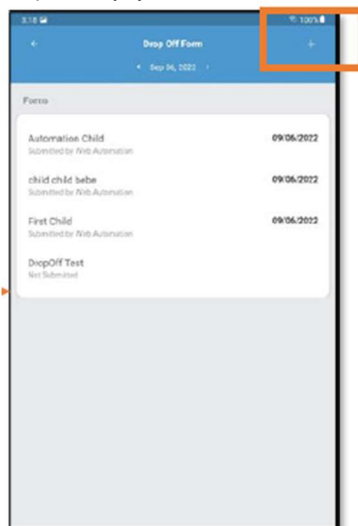 3:18 100%
Drop Off Form +
Sep 06, 2022
Forms
Automation Child 09/06/2022
Submitted by Web Automation
child child bebe 09/06/2022
Submitted by Web Automation
First Child 09/06/2022
Submitted by Web Automation
DropOff Test
Not Submitted